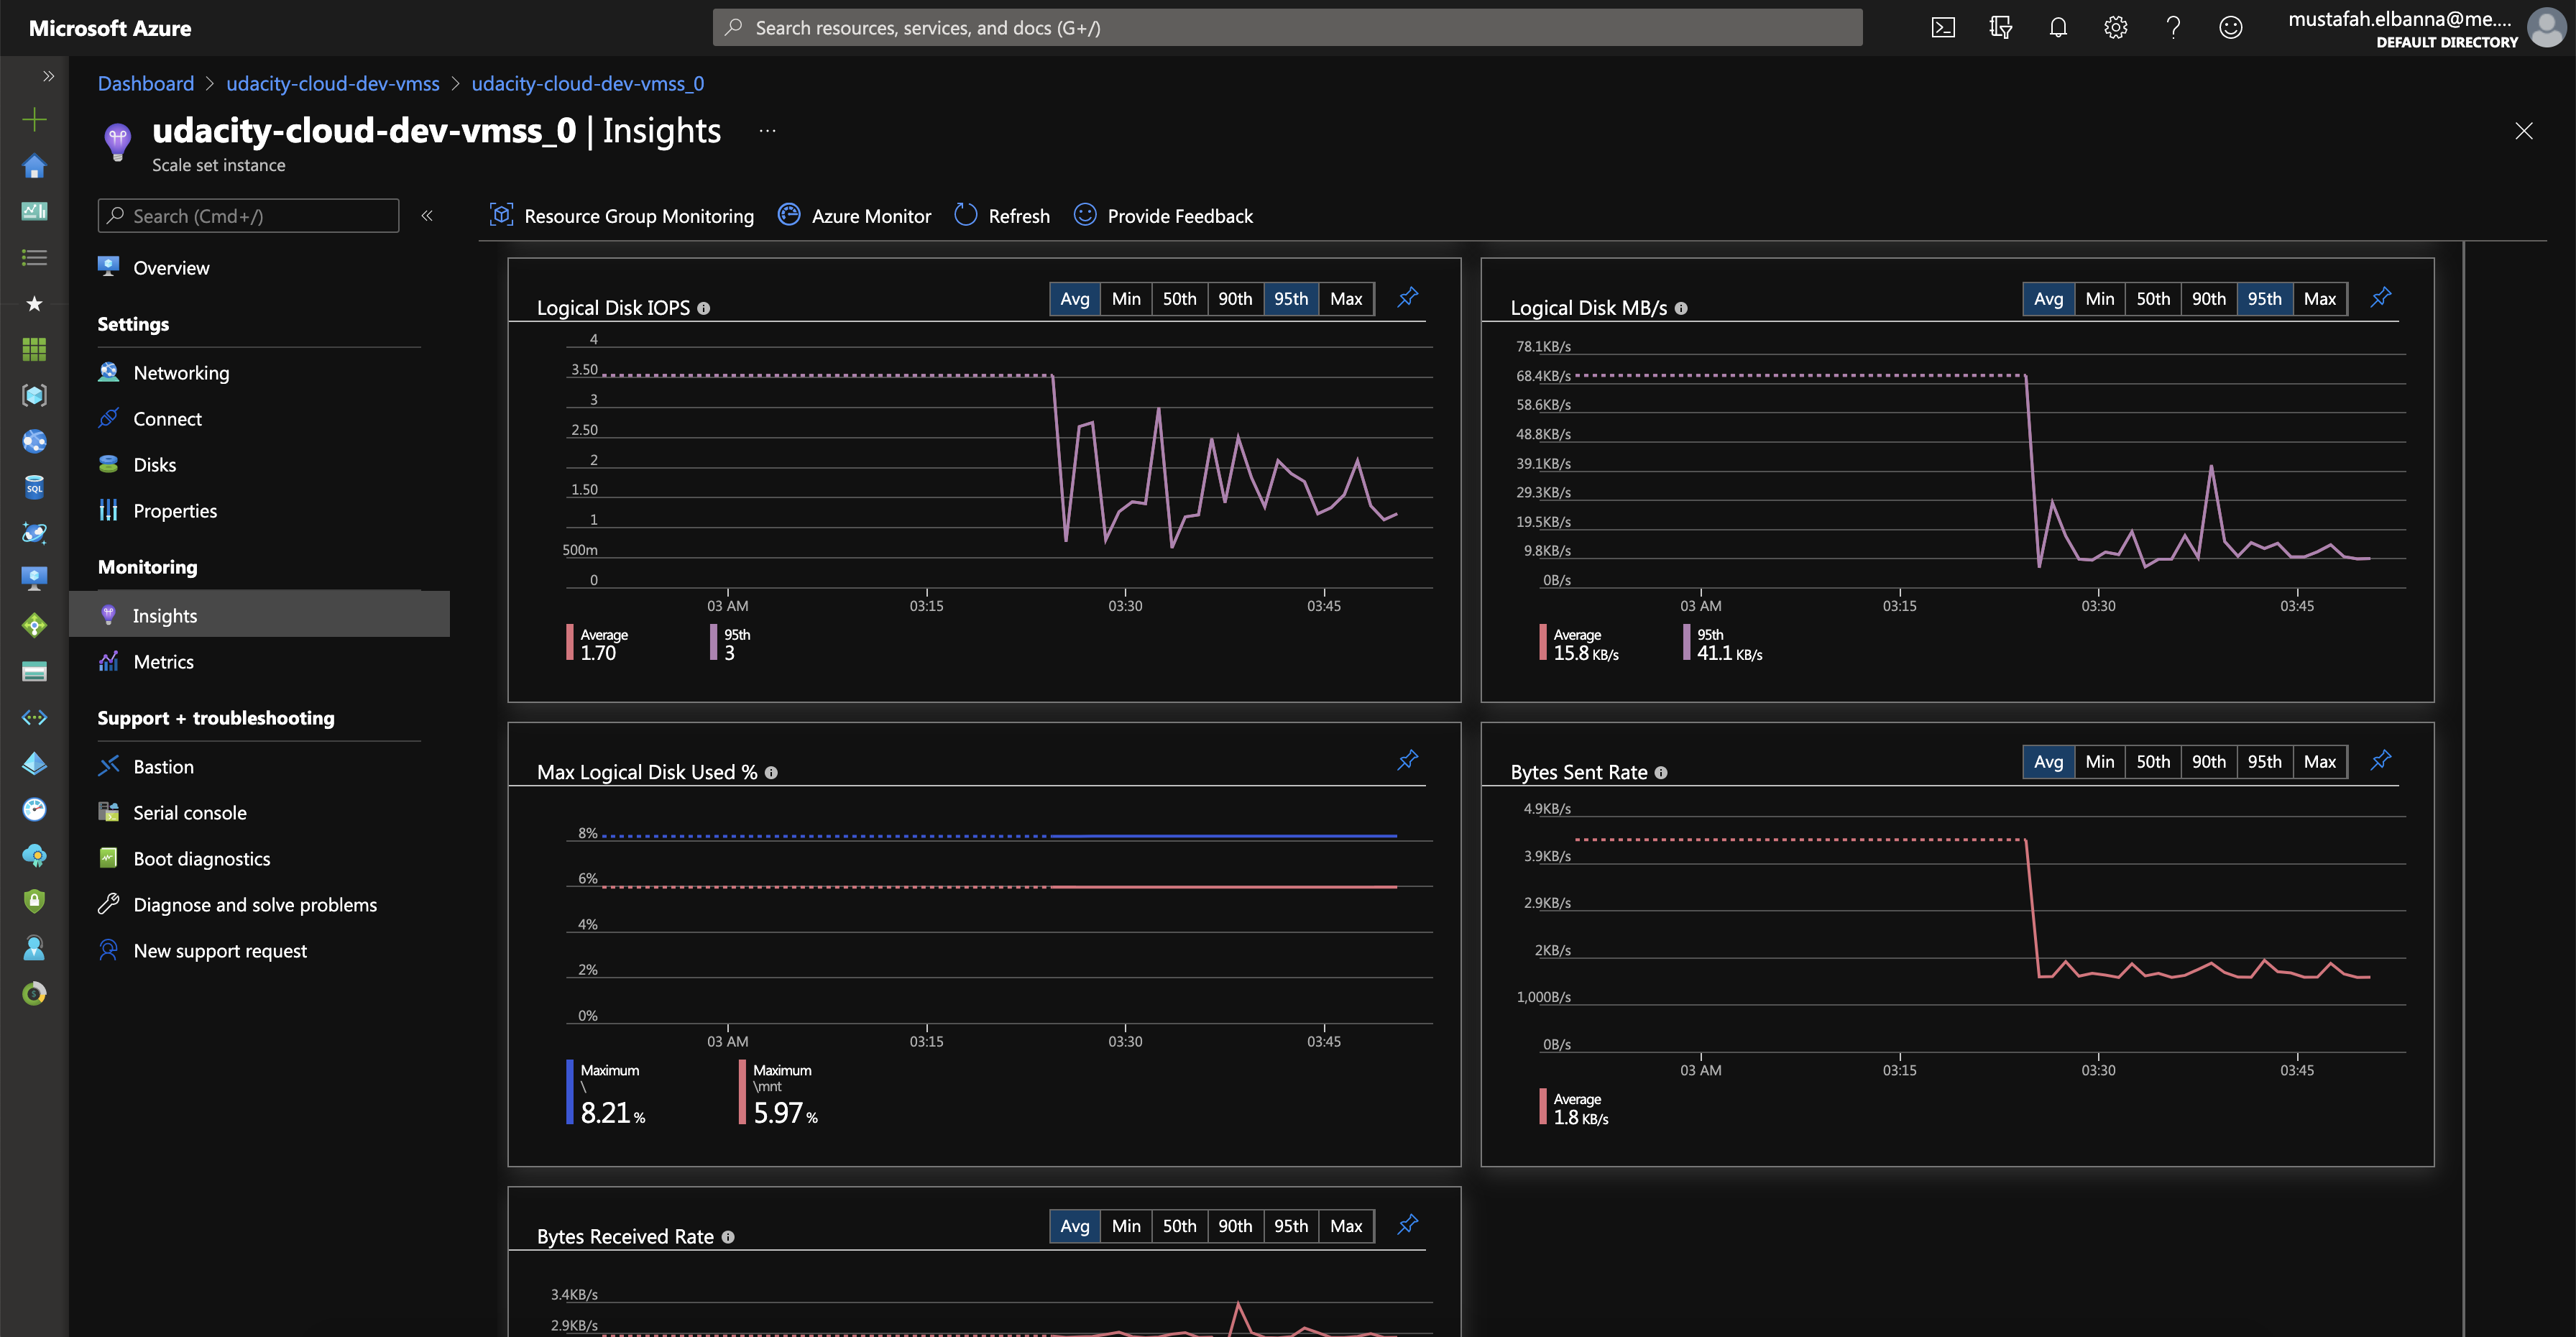 Microsoft Azure
Search resources, services, and docs (G+/)
mustafah.elbanna@me....
DEFAULT DIRECTORY
Dashboard > udacity-cloud-dev-vmss > udacity-cloud-dev-vmss_0
udacity-cloud-dev-vmss_0 | Insights ...
Scale set instance
Search (Cmd+/)
Overview
Settings
Networking
Connect
Disks
Properties
Monitoring
Insights
Metrics
Support + troubleshooting
Bastion
Serial console
Boot diagnostics
Diagnose and solve problems
New support request
SQL
Resource Group Monitoring Azure Monitor Refresh Provide Feedback
Logical Disk IOPS
Avg Min 50th 90th 95th Max
4
3.50
3
2.50
2
1.50
1
500m
0
03 AM 03:15 03:30 03:45
Average 95th
1.70 3
Logical Disk MB/s
Avg Min 50th 90th 95th Max
78.1KB/s
68.4KB/s
58.6KB/s
48.8KB/s
39.1KB/s
29.3KB/s
19.5KB/s
9.8KB/s
0B/s
03 AM 03:15 03:30 03:45
Average 95th
15.8 KB/s 41.1 KB/s
Max Logical Disk Used %
8%
6%
4%
2%
0%
03 AM 03:15 03:30 03:45
Maximum Maximum
\ \mnt
8.21 % 5.97 %
Bytes Sent Rate
Avg Min 50th 90th 95th Max
4.9KB/s
3.9KB/s
2.9KB/s
2KB/s
1,000B/s
0B/s
03 AM 03:15 03:30 03:45
Average
1.8 KB/s
Bytes Received Rate
Avg Min 50th 90th 95th Max
3.4KB/s
2.9KB/s